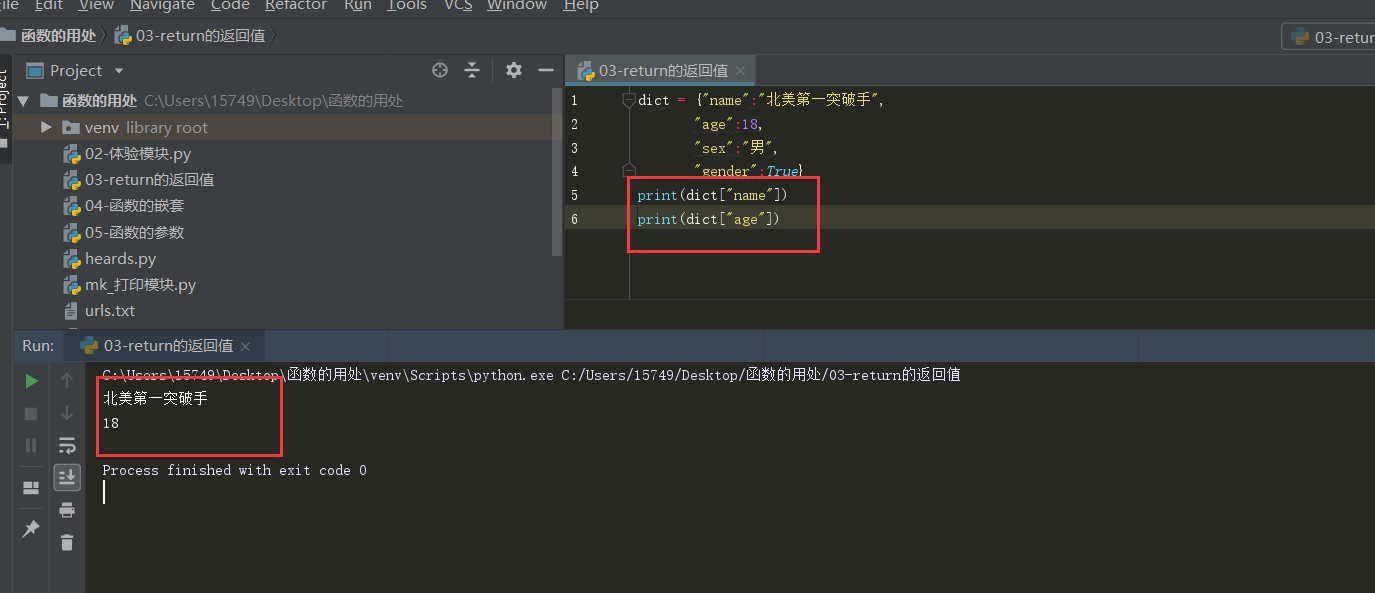 File Edit View Navigate Code Refactor Run Tools VCS Window Help
函数的用处 03-return的返回值
03-retur
1: Project
Project
函数的用处 C:\Users\15749\Desktop\函数的用处
venv library root
02-体验模块.py
03-return的返回值
04-函数的嵌套
05-函数的参数
heards.py
mk_打印模块.py
urls.txt
03-return的返回值
1 dict = {"name":"北美第一突破手",
2 "age":18,
3 "sex":"男",
4 "gender":True}
5 print(dict["name"])
6 print(dict["age"])
Run: 03-return的返回值
C:\Users\15749\Desktop\函数的用处\venv\Scripts\python.exe C:/Users/15749/Desktop/函数的用处/03-return的返回值
北美第一突破手
18
Process finished with exit code 0